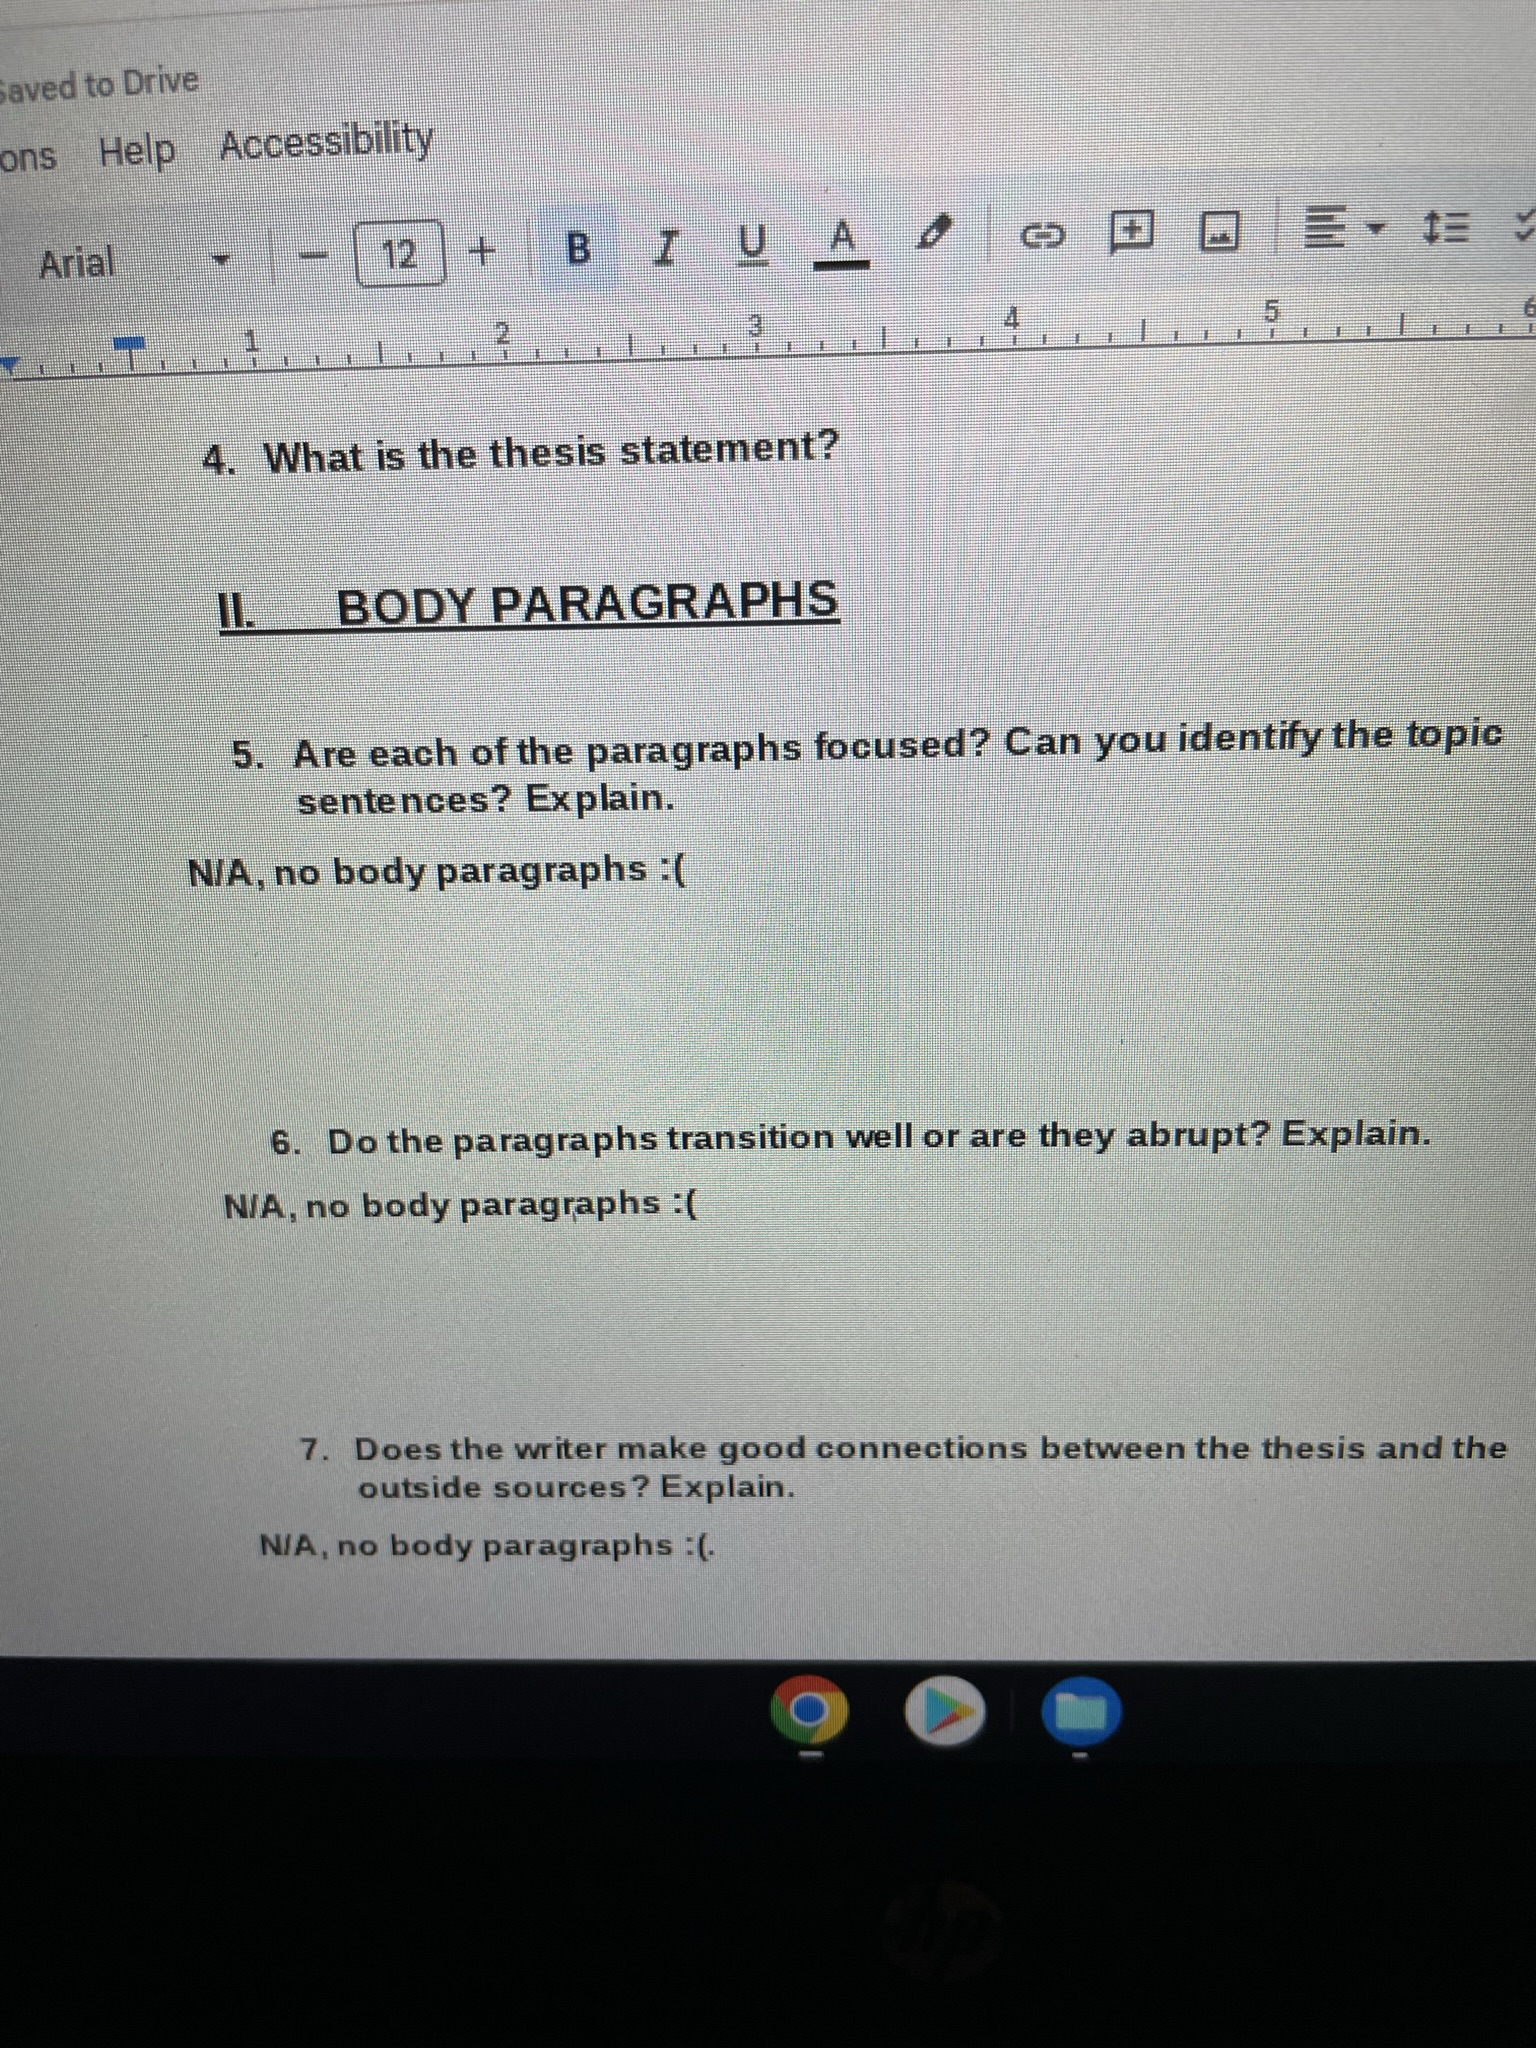 Saved to Drive
ons Help Accessibility
Arial 12 B I U A
1 2 3 4 5 6
4. What is the thesis statement?
II. BODY PARAGRAPHS
5. Are each of the paragraphs focused? Can you identify the topic
sentences? Explain.
N/A, no body paragraphs :(
6. Do the paragraphs transition well or are they abrupt? Explain.
N/A, no body paragraphs :(
7. Does the writer make good connections between the thesis and the
outside sources? Explain.
N/A, no body paragraphs :(.
hp